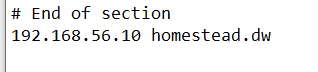 # End of section
192.168.56.10 homestead.dw